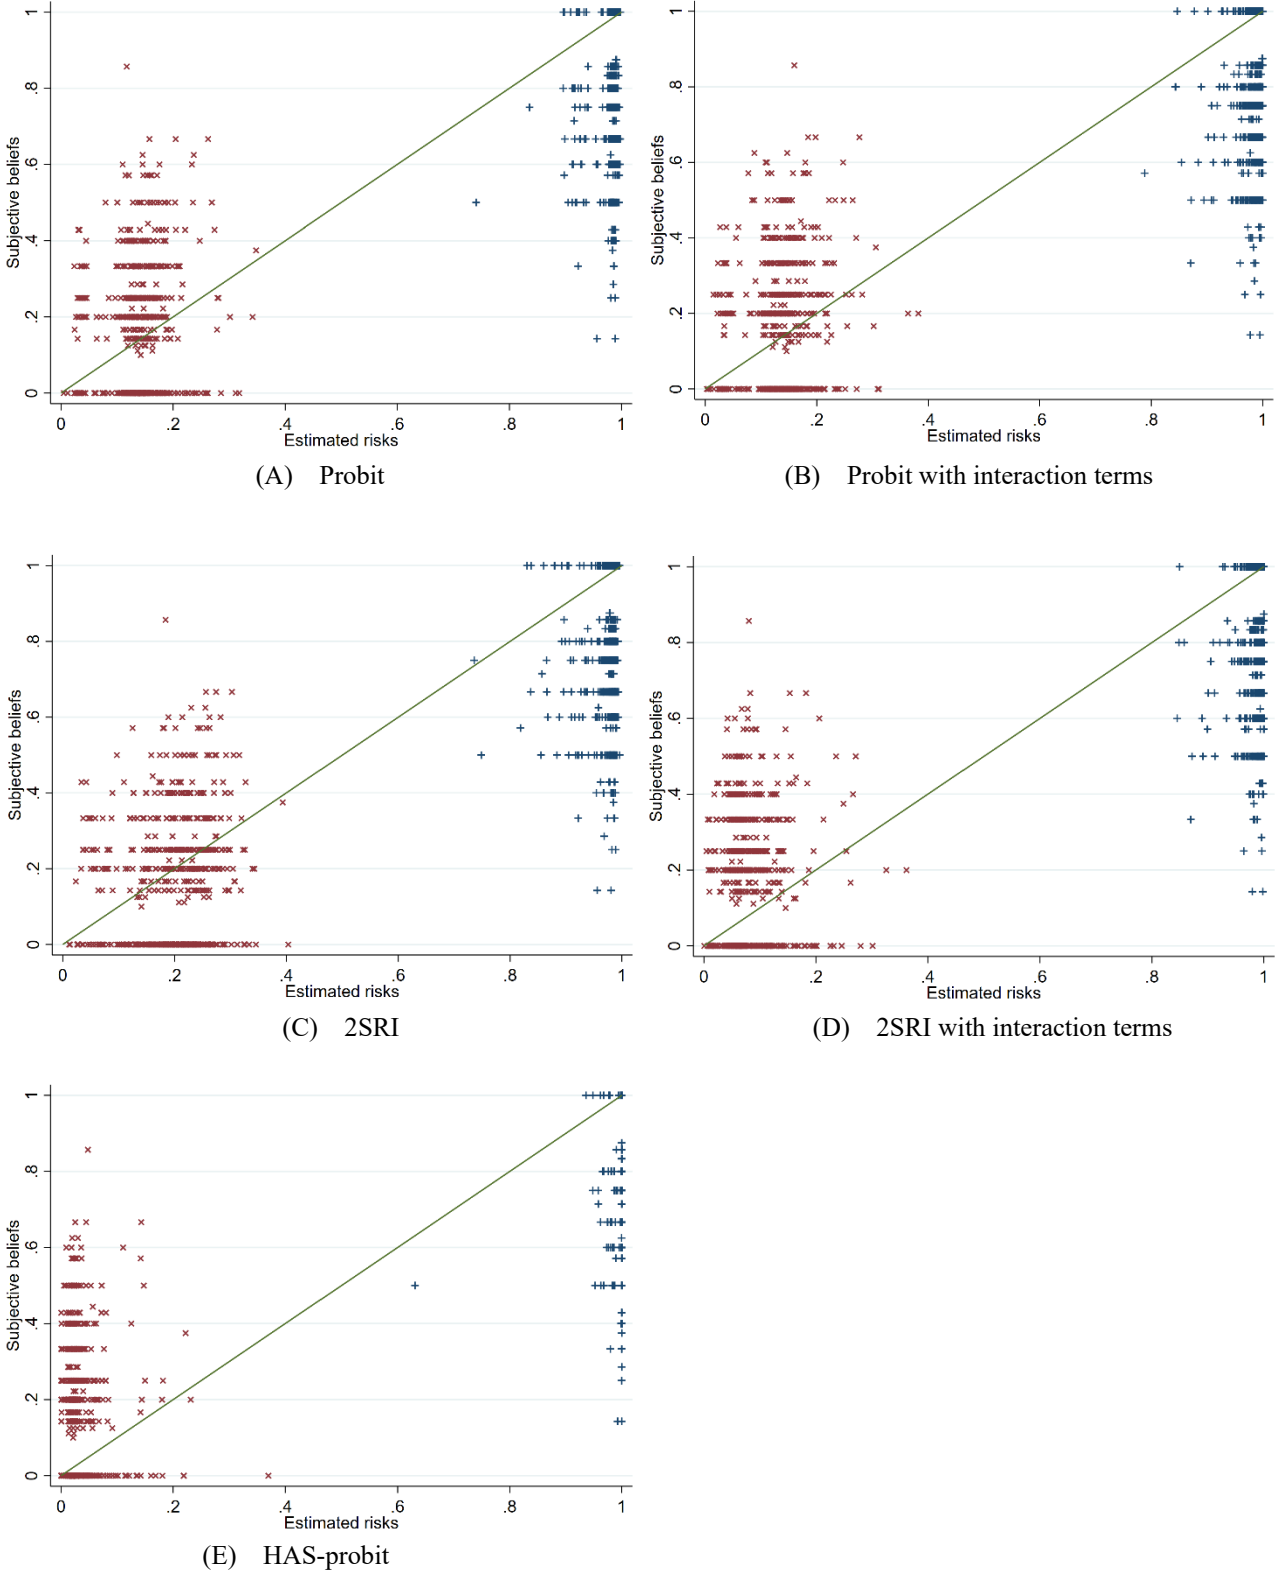 1
.8
.6
.4
.2
0
Subjective beliefs
0 .2 .4 .6 .8 1
Estimated risks
(A) Probit
1
.8
.6
.4
.2
0
Subjective beliefs
0 .2 .4 .6 .8 1
Estimated risks
(B) Probit with interaction terms
1
.8
.6
.4
.2
0
Subjective beliefs
0 .2 .4 .6 .8 1
Estimated risks
(C) 2SRI
1
.8
.6
.4
.2
0
Subjective beliefs
0 .2 .4 .6 .8 1
Estimated risks
(D) 2SRI with interaction terms
1
.8
.6
.4
.2
0
Subjective beliefs
0 .2 .4 .6 .8 1
Estimated risks
(E) HAS-probit